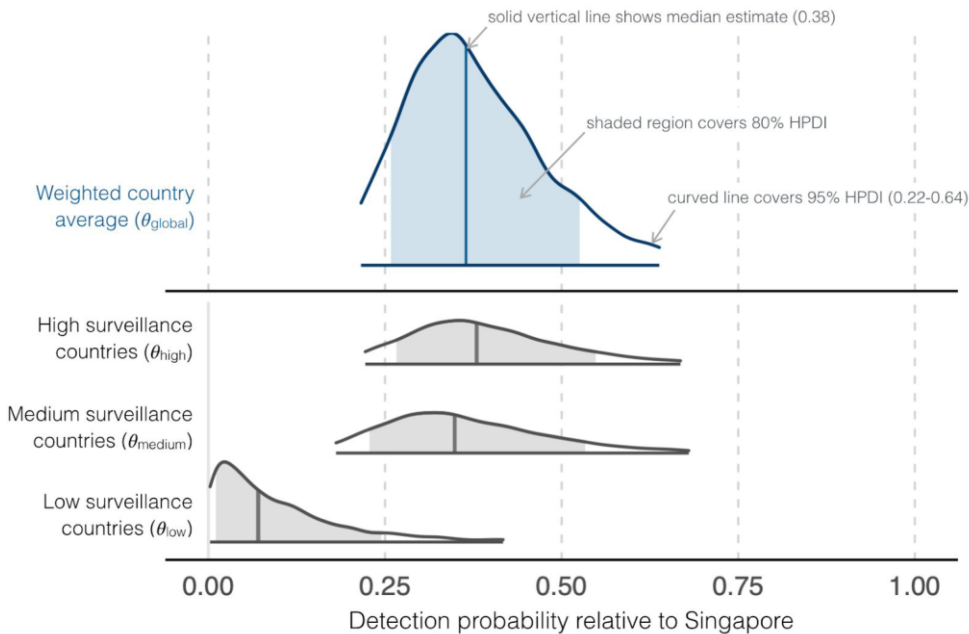 solid vertical line shows median estimate (0.38)
shaded region covers 80% HPDI
curved line covers 95% HPDI (0.22-0.64)
Weighted country
average (θglobal)
High surveillance
countries (θhigh)
Medium surveillance
countries (θmedium)
Low surveillance
countries (θlow)
0.00 0.25 0.50 0.75 1.00
Detection probability relative to Singapore